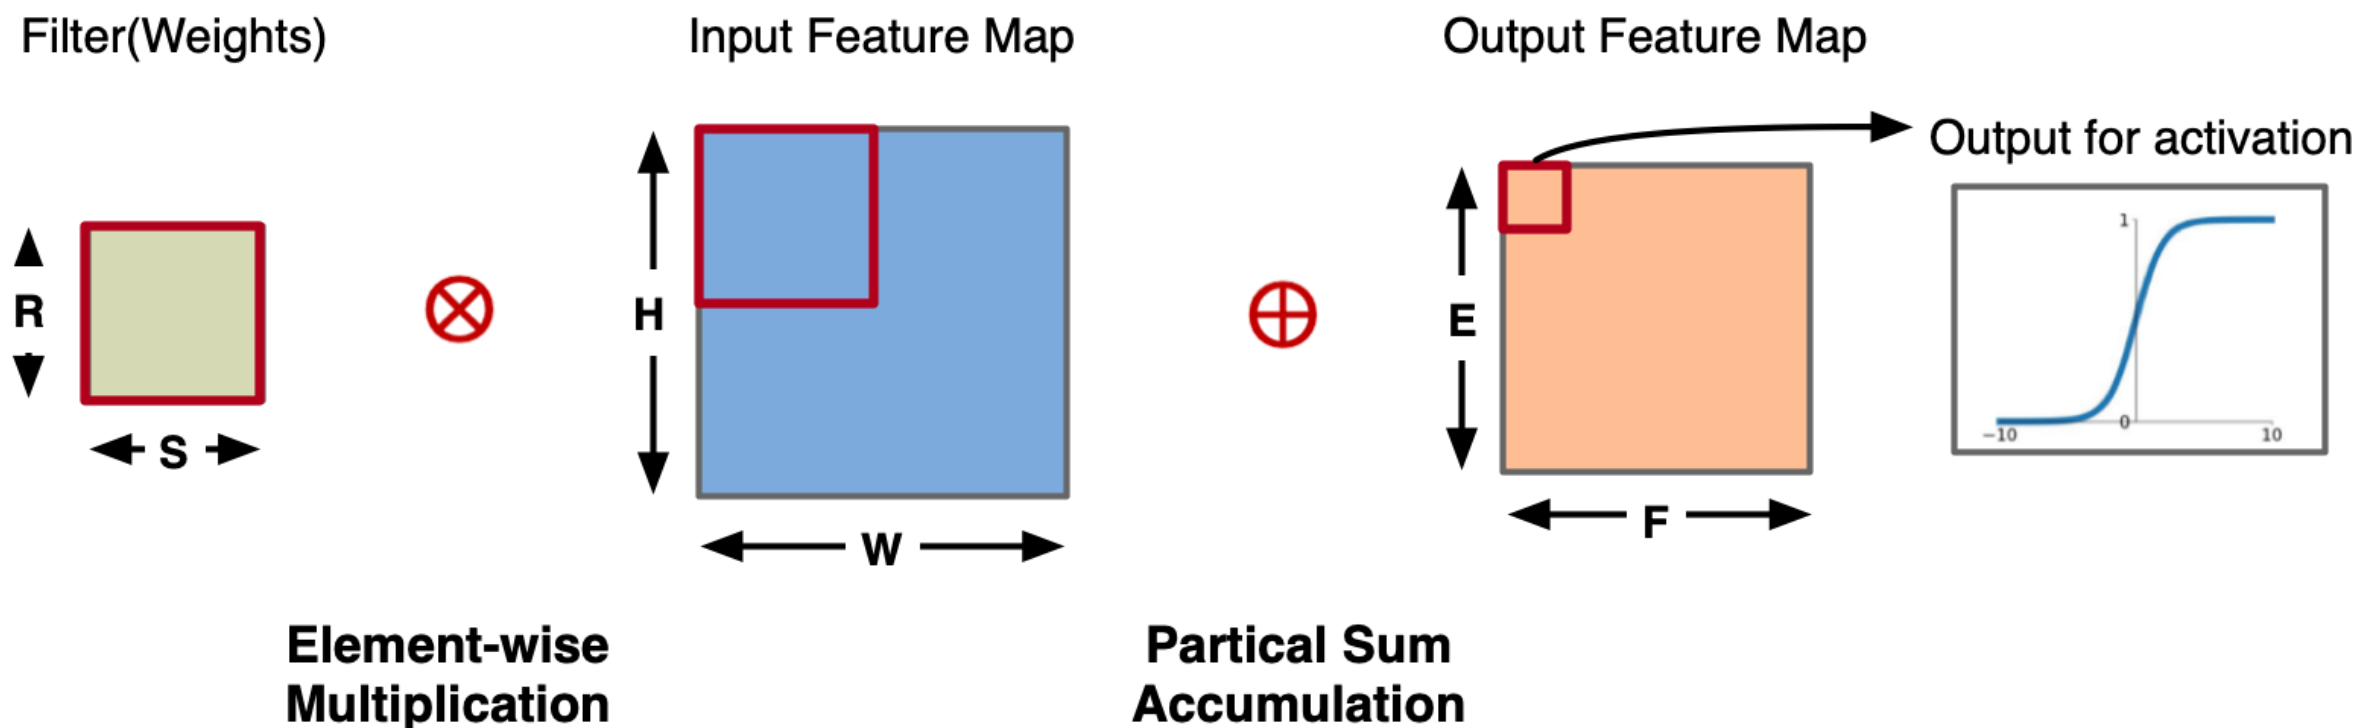 Filter(Weights)
Input Feature Map
Output Feature Map
Output for activation
R
S
H
W
E
F
1
0
−10
10
Element-wise
Multiplication
Partical Sum
Accumulation